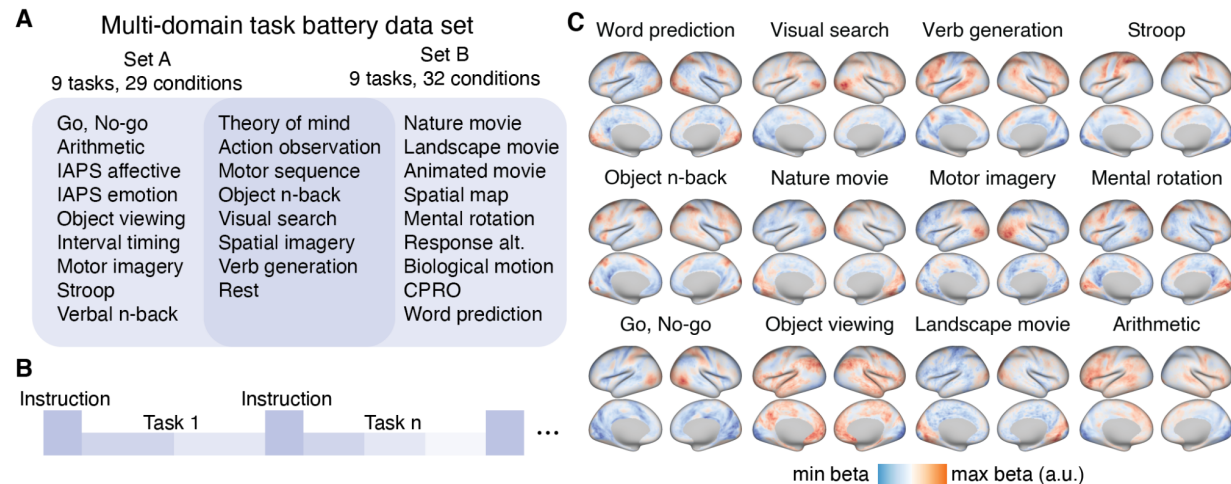 A
Multi-domain task battery data set
Set A
9 tasks, 29 conditions
Set B
9 tasks, 32 conditions
Go, No-go
Arithmetic
IAPS affective
IAPS emotion
Object viewing
Interval timing
Motor imagery
Stroop
Verbal n-back
Theory of mind
Action observation
Motor sequence
Object n-back
Visual search
Spatial imagery
Verb generation
Rest
Nature movie
Landscape movie
Animated movie
Spatial map
Mental rotation
Response alt.
Biological motion
CPRO
Word prediction
B
Instruction
Task 1
Instruction
Task n
...
C
Word prediction
Visual search
Verb generation
Stroop
Object n-back
Nature movie
Motor imagery
Mental rotation
Go, No-go
Object viewing
Landscape movie
Arithmetic
min beta
max beta (a.u.)